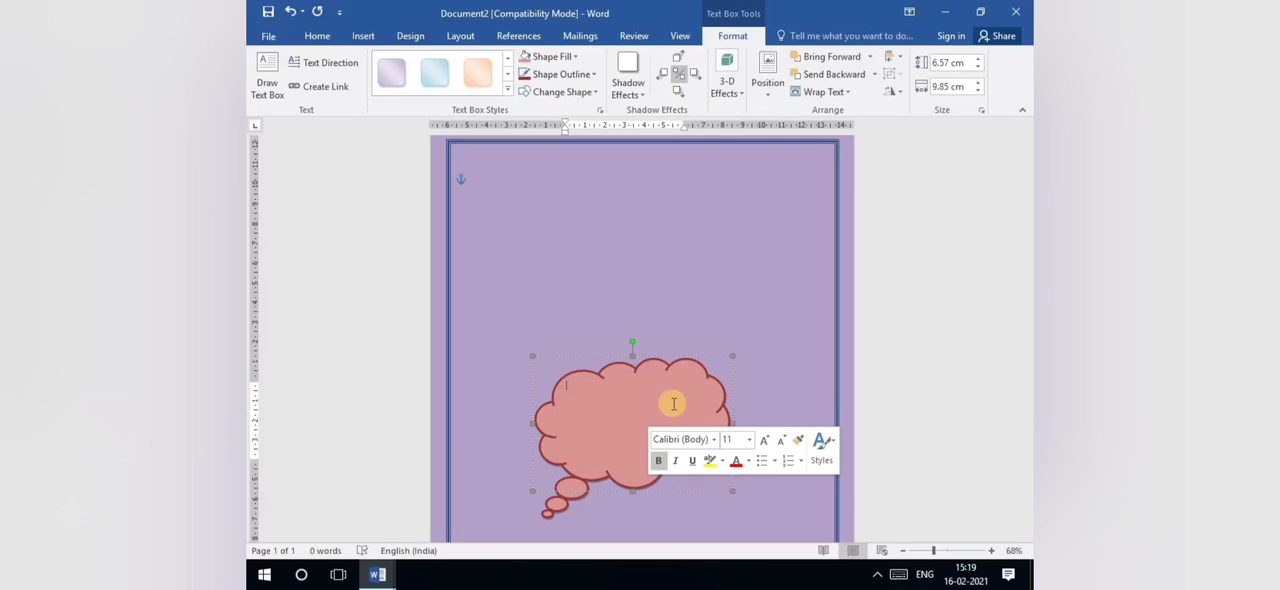 Document2 [Compatibility Mode] - Word
Text Box Tools
File Home Insert Design Layout References Mailings Review View Format Tell me what you want to do... Sign in Share
Draw Text Box
Text Direction
Create Link
Text
Text Box Styles
Shape Fill
Shape Outline
Change Shape
Shadow Effects
Shadow Effects
3-D Effects
Position
Bring Forward
Send Backward
Wrap Text
Arrange
6.57 cm
9.85 cm
Size
Calibri (Body) 11
B I U ab A Styles
Page 1 of 1 0 words English (India) 68%
ENG 15:19
16-02-2021